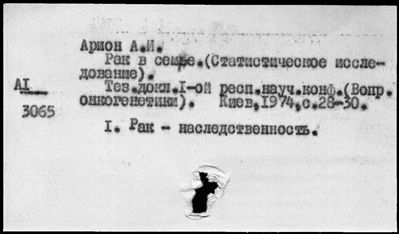 Арион А.И.
Рак в семье.(Статистическое иссле-
дование).
АI Тез.докл.I-ой респ.науч.конф.(Вопр.
онкогенетики). Киев,1974,с.28-30.
3065
I. Рак - наследственность.